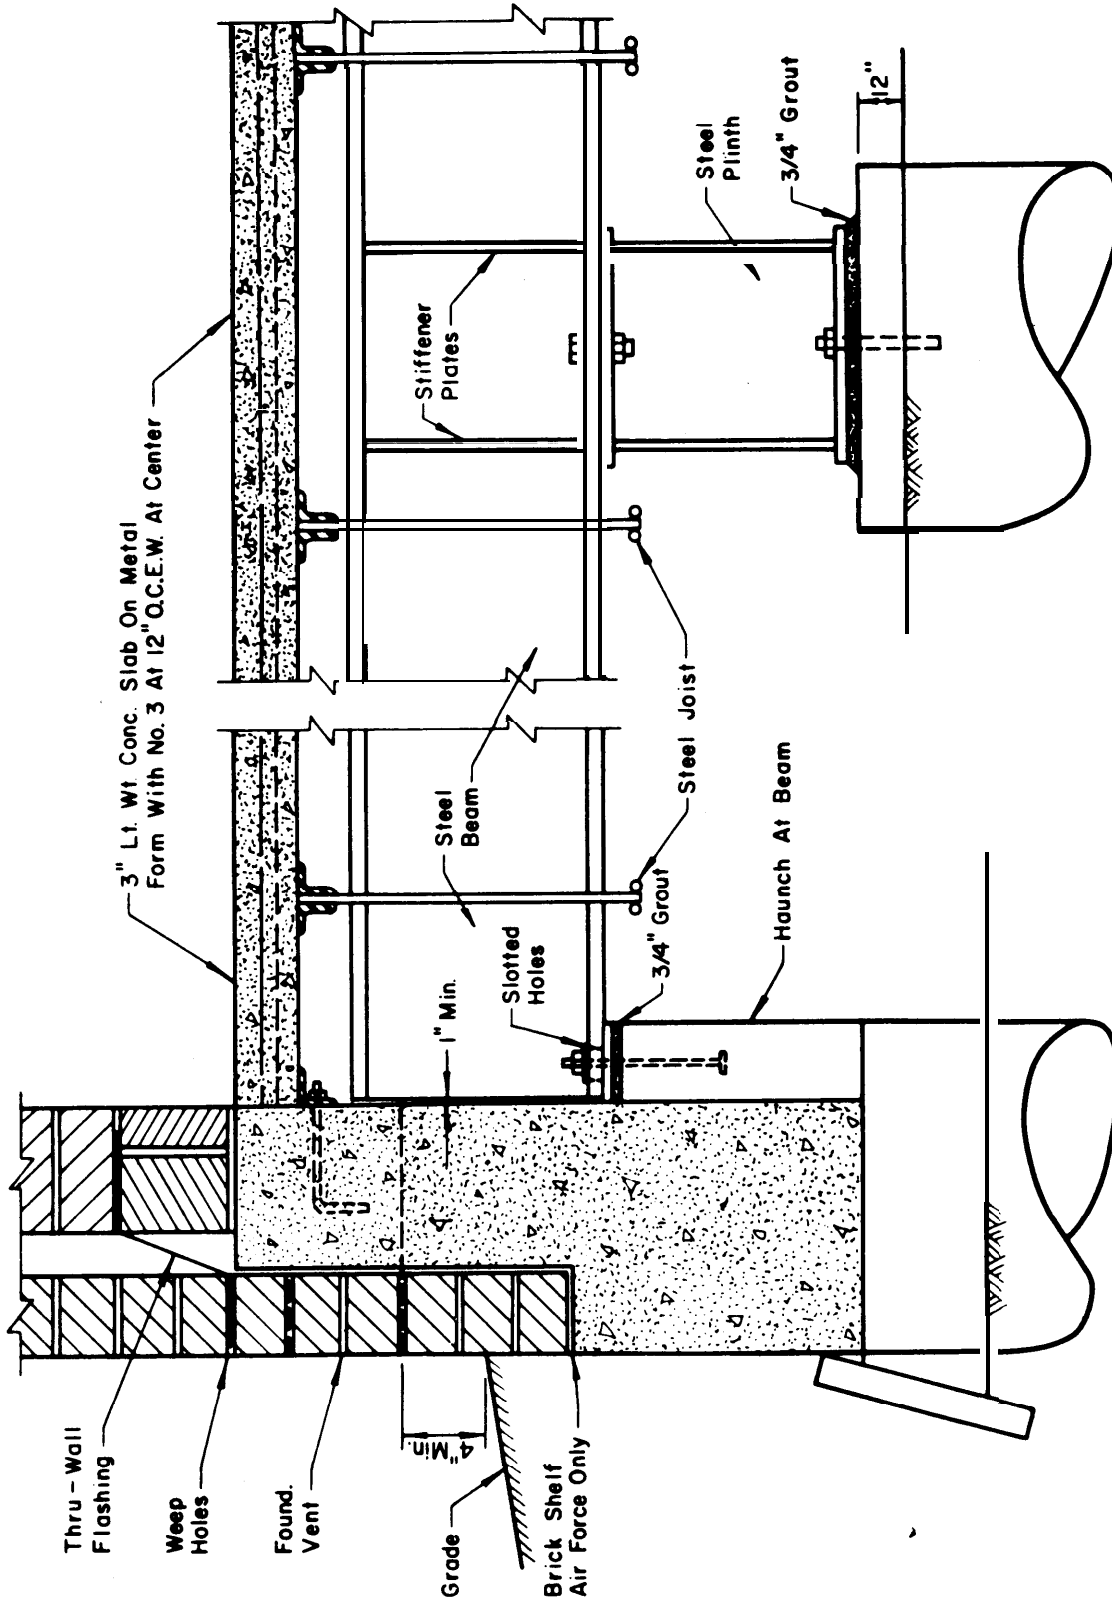 3" Lt. Wt. Conc. Slab On Metal
Form With No. 3 At 12" O.C.E.W. At Center
Thru-Wall
Flashing
Weep
Holes
Found.
Vent
4" Min.
Grade
Brick Shelf
Air Force Only
1" Min.
Steel
Beam
Slotted
Holes
3/4" Grout
Steel Joist
Haunch At Beam
Stiffener
Plates
Steel
Plinth
3/4" Grout
12"